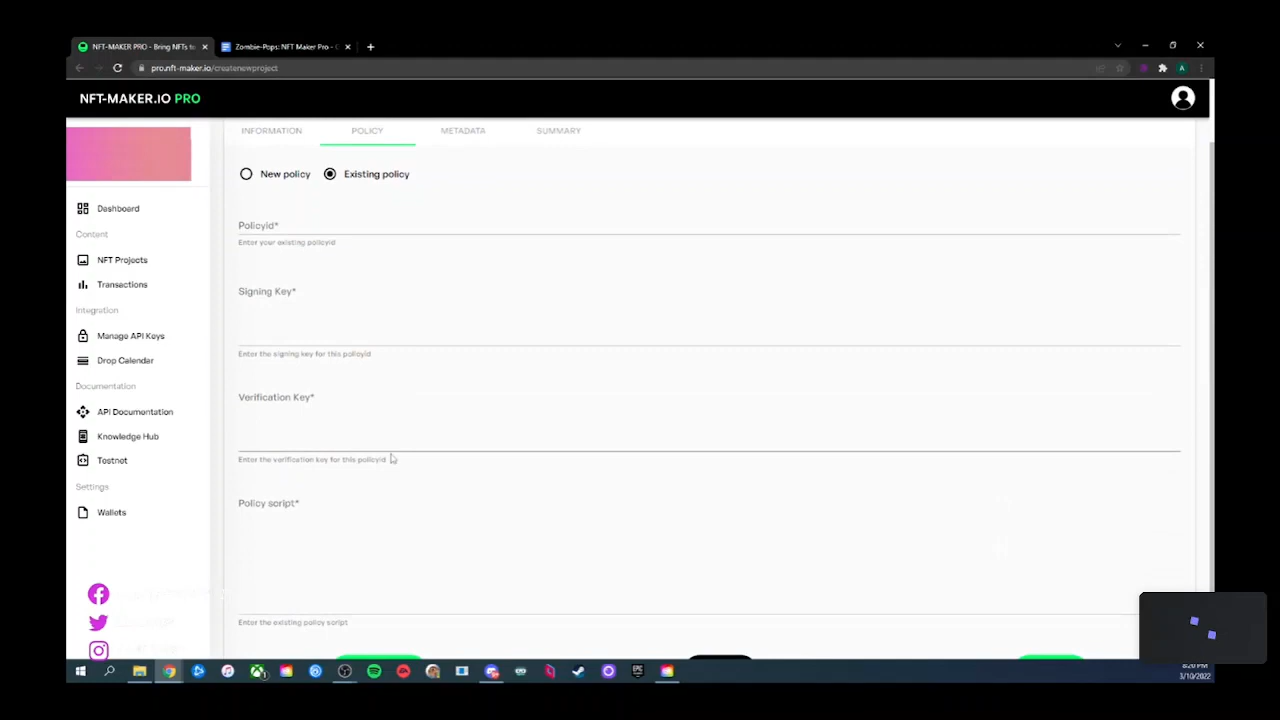 NFT-MAKER PRO - Bring NFTs to
Zombie-Pops: NFT Maker Pro -
pro.nft-maker.io/createnewproject
A
NFT-MAKER.IO PRO
INFORMATION
POLICY
METADATA
SUMMARY
New policy
Existing policy
Dashboard
Content
NFT Projects
Transactions
Integration
Manage API Keys
Drop Calendar
Documentation
API Documentation
Knowledge Hub
Testnet
Settings
Wallets
Policyid*
Enter your existing policyid
Signing Key*
Enter the signing key for this policyid
Verification Key*
Enter the verification key for this policyid
Policy script*
Enter the existing policy script
8:20 PM
3/10/2022